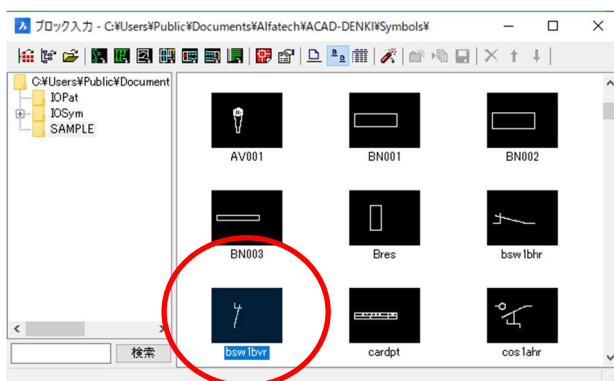 ブロック入力 - C:¥Users¥Public¥Documents¥Alfatech¥ACAD-DENKI¥Symbols¥
C:¥Users¥Public¥Document
IOPat
IOSym
SAMPLE
AV001
BN001
BN002
BN003
Bres
bsw1bhr
bsw1bvr
cardpt
cos1ahr
検索